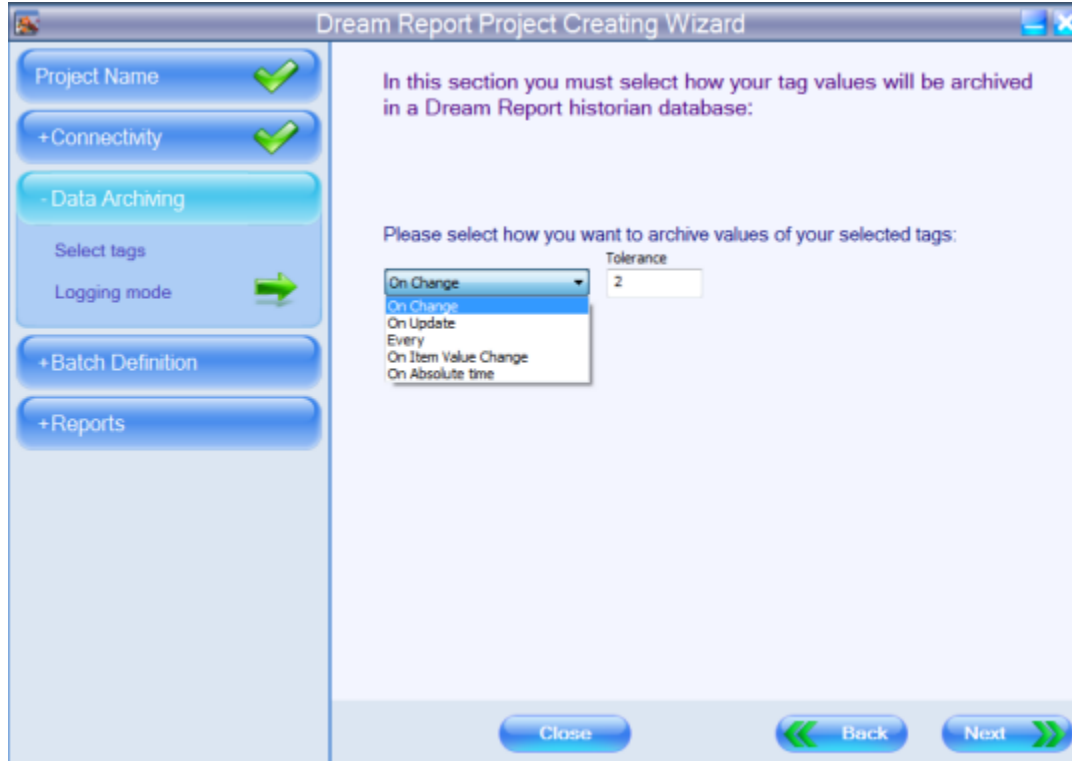 Dream Report Project Creating Wizard
Project Name
+Connectivity
- Data Archiving
Select tags
Logging mode
+Batch Definition
+Reports
In this section you must select how your tag values will be archived
in a Dream Report historian database:
Please select how you want to archive values of your selected tags:
Tolerance
On Change
2
On Change
On Update
Every
On Item Value Change
On Absolute time
Close
Back
Next